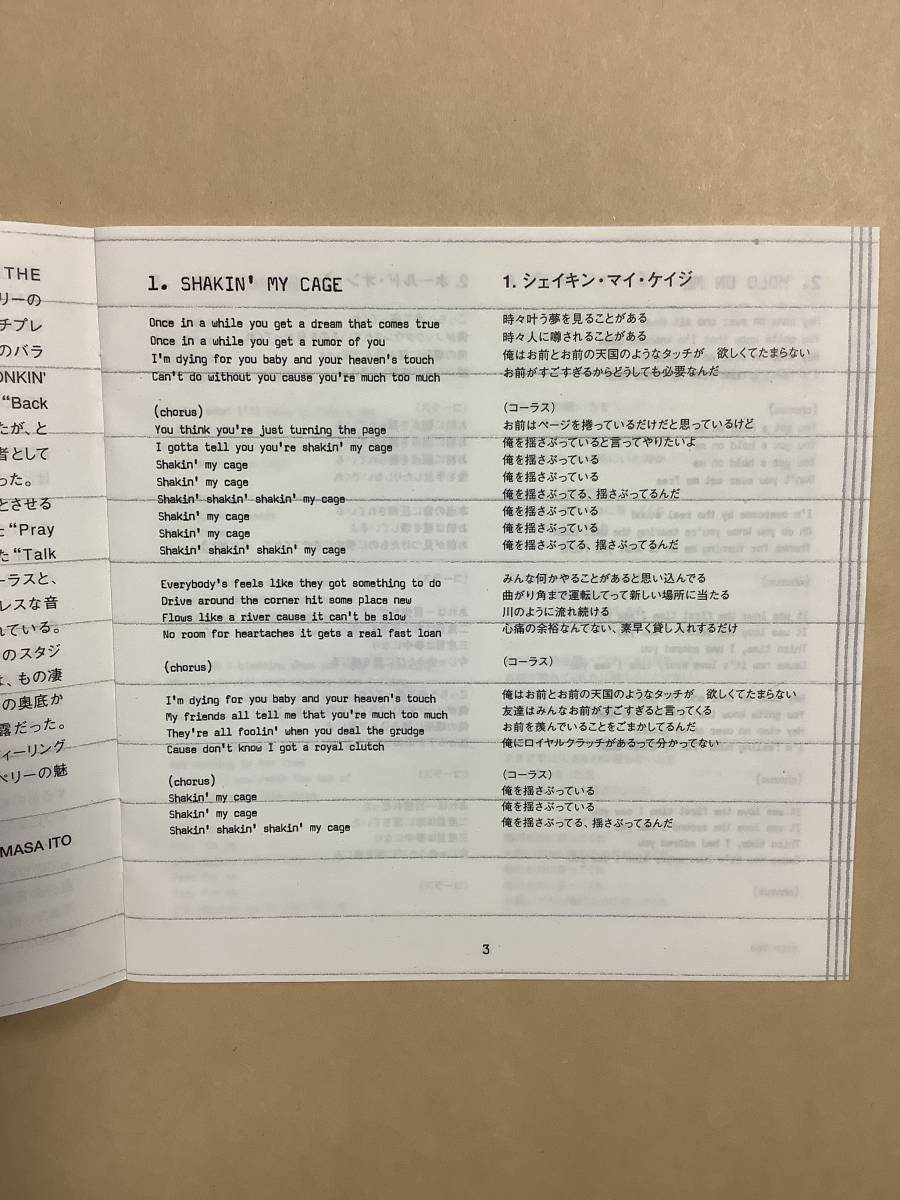 THE
リーの
チプレ
のバラ
ONKIN'
"Back
たが、と
者として
った。
とさせる
た "Pray
た "Talk
ーラスと、
レスな音
れている。
のスタジ
は、もの凄
の奥底か
露だった。
ィーリング
ペリーの魅
MASA ITO
1. SHAKIN' MY CAGE
Once in a while you get a dream that comes true
Once in a while you get a rumor of you
I'm dying for you baby and your heaven's touch
Can't do without you cause you're much too much
(chorus)
You think you're just turning the page
I gotta tell you you're shakin' my cage
Shakin' my cage
Shakin' my cage
Shakin' shakin' shakin' my cage
Shakin' my cage
Shakin' my cage
Shakin' shakin' shakin' my cage
Everybody's feels like they got something to do
Drive around the corner hit some place new
Flows like a river cause it can't be slow
No room for heartaches it gets a real fast loan
(chorus)
I'm dying for you baby and your heaven's touch
My friends all tell me that you're much too much
They're all foolin' when you deal the grudge
Cause don't know I got a royal clutch
(chorus)
Shakin' my cage
Shakin' my cage
Shakin' shakin' shakin' my cage
1. シェイキン・マイ・ケイジ
時々叶う夢を見ることがある
時々人に噂されることがある
俺はお前とお前の天国のようなタッチが　欲しくてたまらない
お前がすごすぎるからどうしても必要なんだ
（コーラス）
お前はページを捲っているだけだと思っているけど
俺を揺さぶっていると言ってやりたいよ
俺を揺さぶっている
俺を揺さぶっている
俺を揺さぶってる、揺さぶってるんだ
俺を揺さぶっている
俺を揺さぶっている
俺を揺さぶってる、揺さぶってるんだ
みんな何かやることがあると思い込んでる
曲がり角まで運転してって新しい場所に当たる
川のように流れ続ける
心痛の余裕なんてない、素早く貸し入れするだけ
（コーラス）
俺はお前とお前の天国のようなタッチが　欲しくてたまらない
友達はみんなお前がすごすぎると言ってくる
お前を羨んでいることをごまかしてるんだ
俺にロイヤルクラッチがあるって分かってない
（コーラス）
俺を揺さぶっている
俺を揺さぶっている
俺を揺さぶってる、揺さぶってるんだ
3